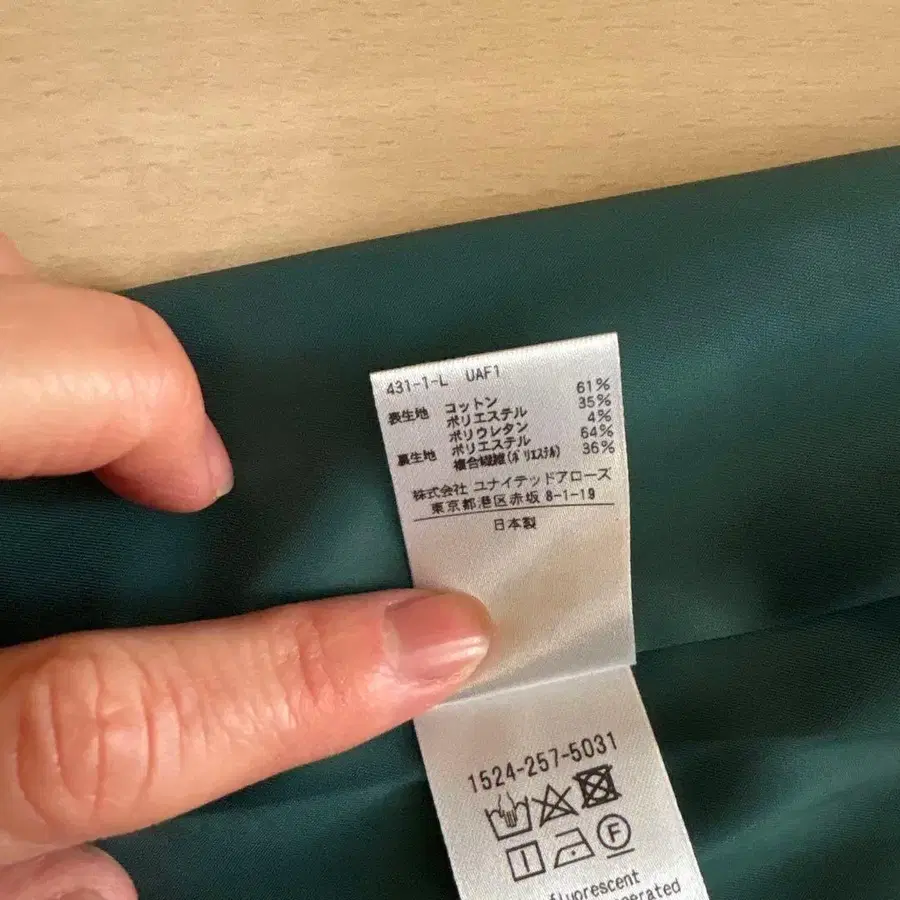 431-1-L UAF1
表生地 コットン 61%
ポリエステル 35%
ポリウレタン 4%
裏生地 ポリエステル 64%
複合繊維(ポリエステル) 36%
株式会社 ユナイテッドアローズ
東京都港区赤坂 8-1-19
日本製
1524-257-5031
F
fluorescent